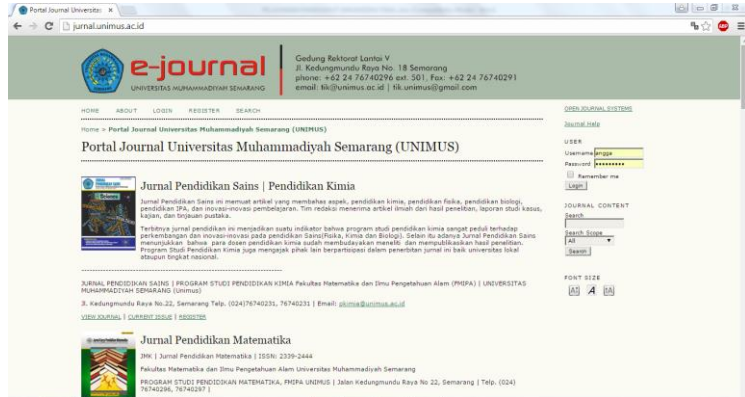 Portal Journal Universitas
jurnal.unimus.ac.id
e-journal
UNIVERSITAS MUHAMMADIYAH SEMARANG
Gedung Rektorat Lantai V
Jl. Kedungmundu Raya No. 18 Semarang
phone: +62 24 76740296 ext. 501, Fax: +62 24 76740291
email: tik@unimus.ac.id | tik.unimus@gmail.com
HOME ABOUT LOGIN REGISTER SEARCH
Home > Portal Journal Universitas Muhammadiyah Semarang (UNIMUS)
Portal Journal Universitas Muhammadiyah Semarang (UNIMUS)
Jurnal Pendidikan Sains | Pendidikan Kimia
Jurnal Pendidikan Sains ini memuat artikel yang membahas aspek, pendidikan kimia, pendidikan fisika, pendidikan biologi,
pendidikan IPA, dan inovasi-inovasi pembelajaran. Tim redaksi menerima artikel ilmiah dan hasil penelitian, laporan studi kasus,
kajian, dan tinjauan pustaka.
Terbitnya jurnal pendidikan ini menjadikan suatu indikator bahwa program studi pendidikan kimia sangat peduli terhadap
perkembangan dan inovasi-inovasi pada pendidikan Sains(Fisika, Kimia dan Biologi). Selain itu adanya Jurnal Pendidikan Sains
menunjukkan bahwa para dosen pendidikan kimia sudah membudayakan meneliti dan mempublikasikan hasil penelitian.
Program Studi Pendidikan Kimia juga mengajak pihak lain berpartisipasi dalam penerbitan jurnal ini baik universitas lokal
ataupun tingkat nasional.
JURNAL PENDIDIKAN SAINS | PROGRAM STUDI PENDIDIKAN KIMIA Fakultas Matematika dan Ilmu Pengetahuan Alam (FMIPA) | UNIVERSITAS
MUHAMMADIYAH SEMARANG (Unimus)
Jl. Kedungmundu Raya No.22, Semarang Telp. (024)76740231, 76740231 | Email: pkimia@unimus.ac.id
VIEW JOURNAL | CURRENT ISSUE | REGISTER
Jurnal Pendidikan Matematika
JMK | Jurnal Pendidikan Matematika | ISSN: 2339-2444
Fakultas Matematika dan Ilmu Pengetahuan Alam Universitas Muhammadiyah Semarang
PROGRAM STUDI PENDIDIKAN MATEMATIKA, FMIPA UNIMUS | Jalan Kedungmundu Raya No 22, Semarang | Telp. (024)
76740296, 76740297 |
OPEN JOURNAL SYSTEMS
Journal Help
USER
Username angga
Password
Remember me
Login
JOURNAL CONTENT
Search
Search Scope
All
Search
FONT SIZE